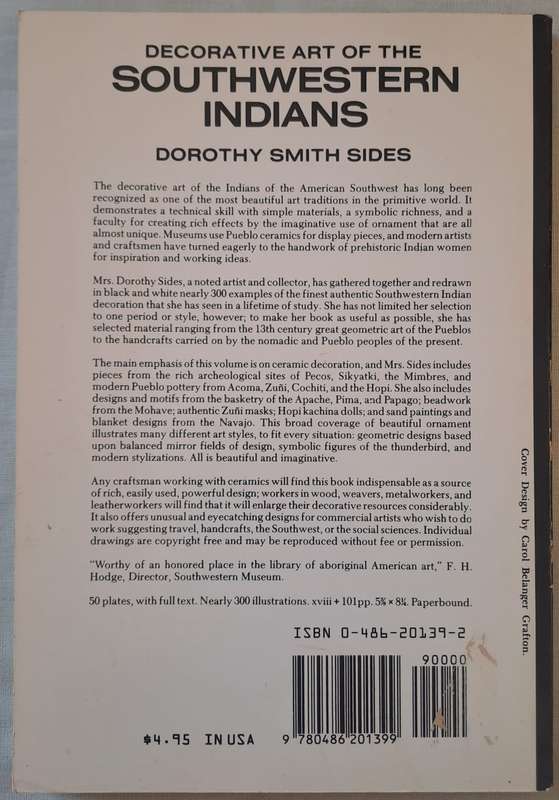 DECORATIVE ART OF THE
SOUTHWESTERN
INDIANS
DOROTHY SMITH SIDES
The decorative art of the Indians of the American Southwest has long been
recognized as one of the most beautiful art traditions in the primitive world. It
demonstrates a technical skill with simple materials, a symbolic richness, and a
faculty for creating rich effects by the imaginative use of ornament that are all
almost unique. Museums use Pueblo ceramics for display pieces, and modern artists
and craftsmen have turned eagerly to the handwork of prehistoric Indian women
for inspiration and working ideas.
Mrs. Dorothy Sides, a noted artist and collector, has gathered together and redrawn
in black and white nearly 300 examples of the finest authentic Southwestern Indian
decoration that she has seen in a lifetime of study. She has not limited her selection
to one period or style, however; to make her book as useful as possible, she has
selected material ranging from the 13th century great geometric art of the Pueblos
to the handcrafts carried on by the nomadic and Pueblo peoples of the present.
The main emphasis of this volume is on ceramic decoration, and Mrs. Sides includes
pieces from the rich archeological sites of Pecos, Sikyatki, the Mimbres, and
modern Pueblo pottery from Acoma, Zuñi, Cochiti, and the Hopi. She also includes
designs and motifs from the basketry of the Apache, Pima, and Papago; beadwork
from the Mohave; authentic Zuñi masks; Hopi kachina dolls; and sand paintings and
blanket designs from the Navajo. This broad coverage of beautiful ornament
illustrates many different art styles, to fit every situation: geometric designs based
upon balanced mirror fields of design, symbolic figures of the thunderbird, and
modern stylizations. All is beautiful and imaginative.
Any craftsman working with ceramics will find this book indispensable as a source
of rich, easily used, powerful design; workers in wood, weavers, metalworkers, and
leatherworkers will find that it will enlarge their decorative resources considerably.
It also offers unusual and eyecatching designs for commercial artists who wish to do
work suggesting travel, handcrafts, the Southwest, or the social sciences. Individual
drawings are copyright free and may be reproduced without fee or permission.
"Worthy of an honored place in the library of aboriginal American art," F. H.
Hodge, Director, Southwestern Museum.
50 plates, with full text. Nearly 300 illustrations. xviii + 101pp. 5⅜ × 8¼. Paperbound.
Cover Design by Carol Belanger Grafton.
ISBN 0-486-20139-2
90000
$4.95 IN USA
9 780486 201399